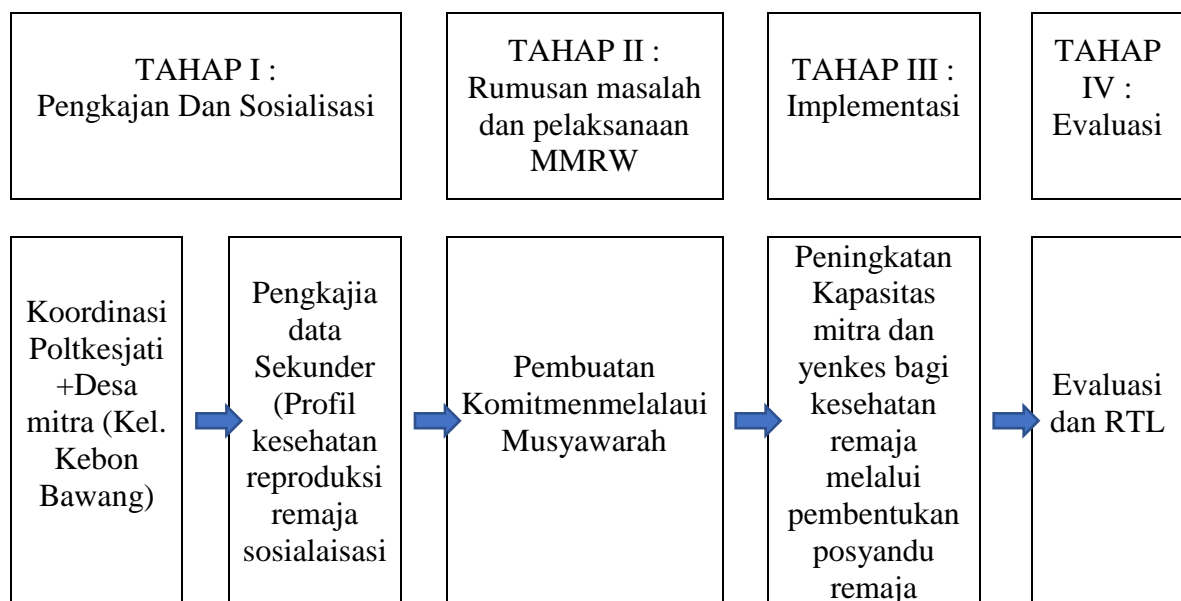 TAHAP I :
Pengkajan Dan Sosialisasi
TAHAP II :
Rumusan masalah
dan pelaksanaan
MMRW
TAHAP III :
Implementasi
TAHAP
IV :
Evaluasi
Koordinasi
Poltkesjati
+Desa
mitra (Kel.
Kebon
Bawang)
Pengkajia
data
Sekunder
(Profil
kesehatan
reproduksi
remaja
sosialaisasi
Pembuatan
Komitmenmelalaui
Musyawarah
Peningkatan
Kapasitas
mitra dan
yenkes bagi
kesehatan
remaja
melalui
pembentukan
posyandu
remaja
Evaluasi
dan RTL